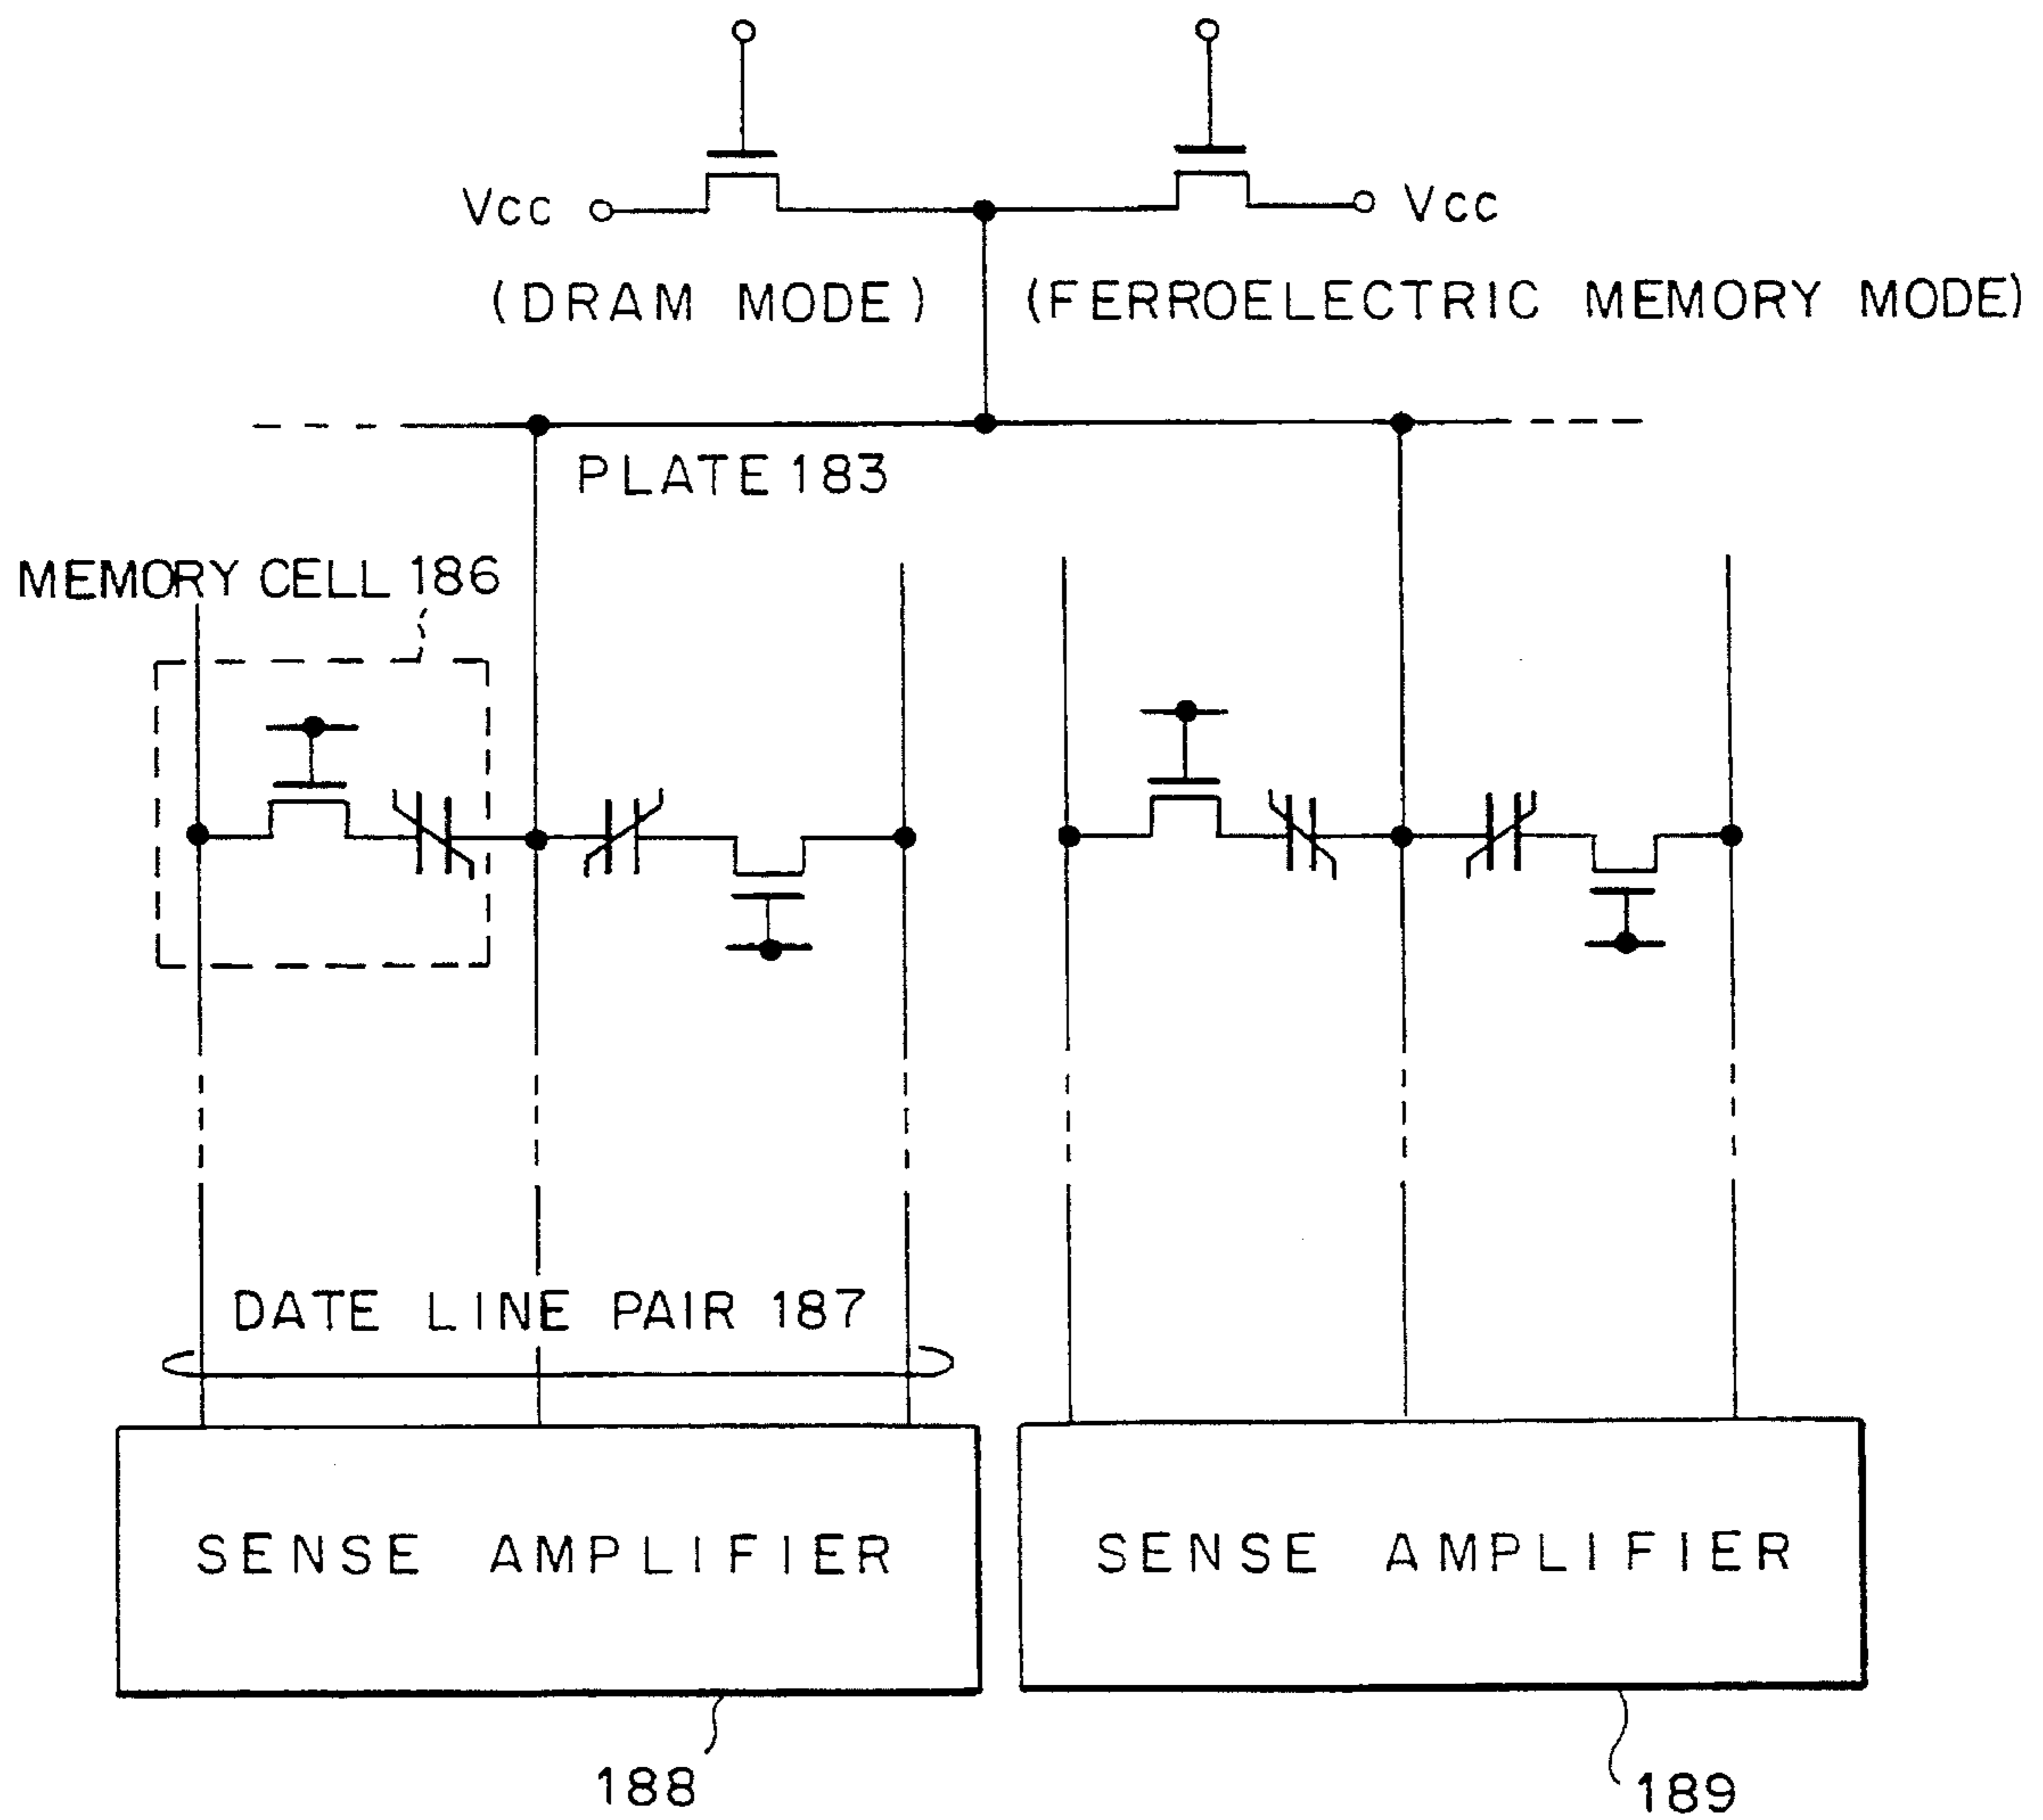 Vcc
Vcc
(DRAM MODE)
(FERROELECTRIC MEMORY MODE)
PLATE 183
MEMORY CELL 186
DATE LINE PAIR 187
SENSE AMPLIFIER
SENSE AMPLIFIER
188
189